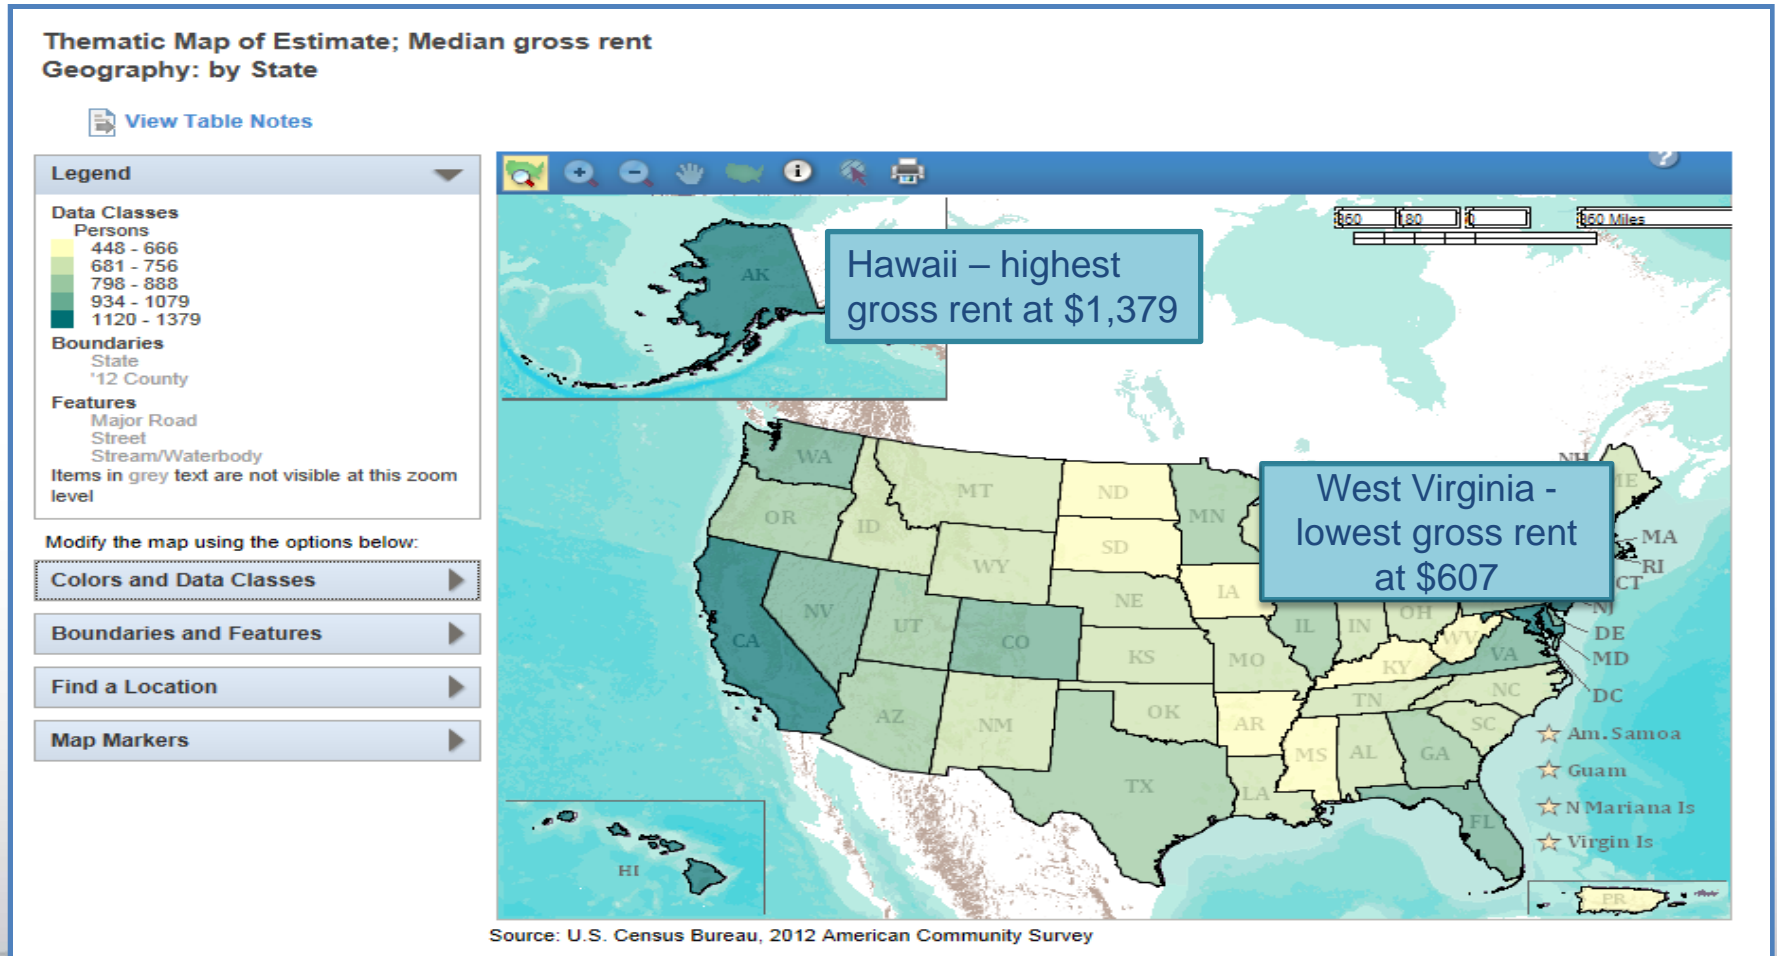 Thematic Map of Estimate; Median gross rent
Geography: by State
View Table Notes
Legend
Data Classes
Persons
448 - 666
681 - 756
798 - 888
934 - 1079
1120 - 1379
Boundaries
State
'12 County
Features
Major Road
Street
Stream/Waterbody
Items in grey text are not visible at this zoom
level
Modify the map using the options below:
Colors and Data Classes
Boundaries and Features
Find a Location
Map Markers
?
360 180 0 360 Miles
AK
Hawaii – highest
gross rent at $1,379
West Virginia -
lowest gross rent
at $607
NH
WA
MT
ND
MN
ME
OR
ID
SD
WY
MA
RI
CT
NJ
NE
IA
NV
UT
CO
CA
IL
IN
OH
WV
VA
DE
MD
DC
KS
MO
KY
NC
TN
AZ
NM
OK
AR
SC
MS
AL
GA
TX
LA
FL
Am. Samoa
Guam
N Mariana Is
Virgin Is
HI
PR
Source: U.S. Census Bureau, 2012 American Community Survey